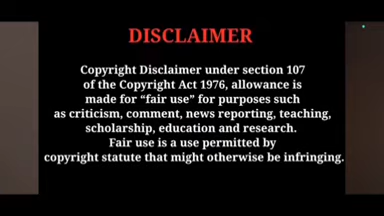 DISCLAIMER
Copyright Disclaimer under section 107
of the Copyright Act 1976, allowance is
made for “fair use” for purposes such
as criticism, comment, news reporting, teaching,
scholarship, education and research.
Fair use is a use permitted by
copyright statute that might otherwise be infringing.